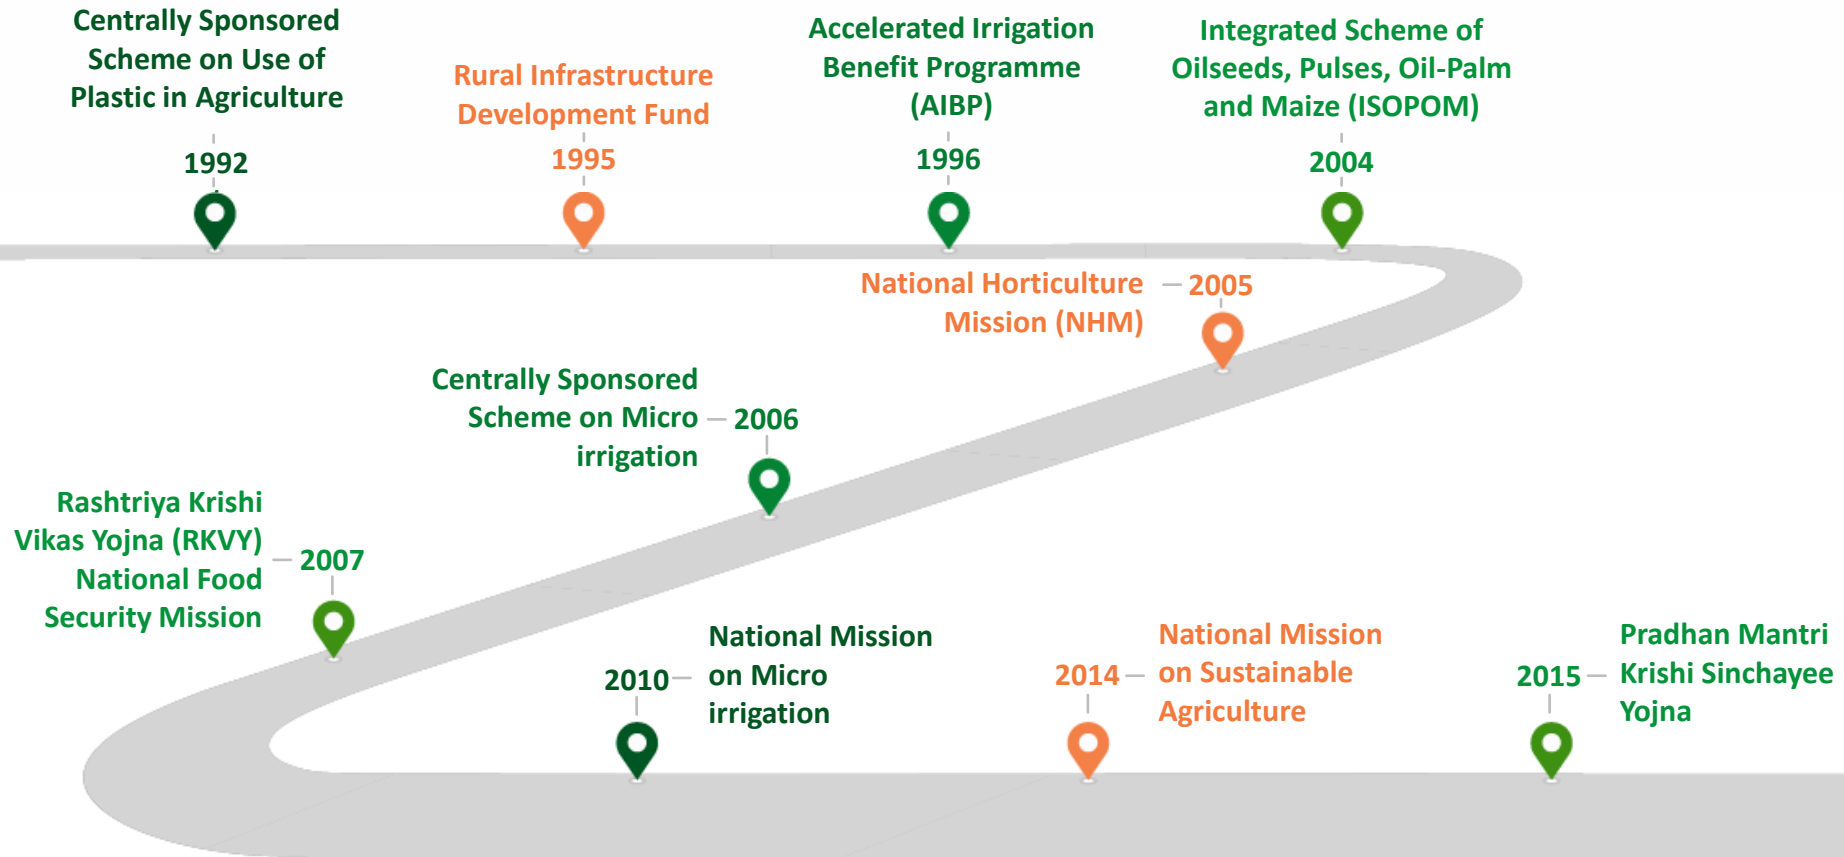 Centrally Sponsored
Scheme on Use of
Plastic in Agriculture
1992
Rural Infrastructure
Development Fund
1995
Accelerated Irrigation
Benefit Programme
(AIBP)
1996
Integrated Scheme of
Oilseeds, Pulses, Oil-Palm
and Maize (ISOPOM)
2004
National Horticulture
Mission (NHM)
2005
Centrally Sponsored
Scheme on Micro
irrigation
2006
Rashtriya Krishi
Vikas Yojna (RKVY)
National Food
Security Mission
2007
2010
National Mission
on Micro
irrigation
2014
National Mission
on Sustainable
Agriculture
2015
Pradhan Mantri
Krishi Sinchayee
Yojna